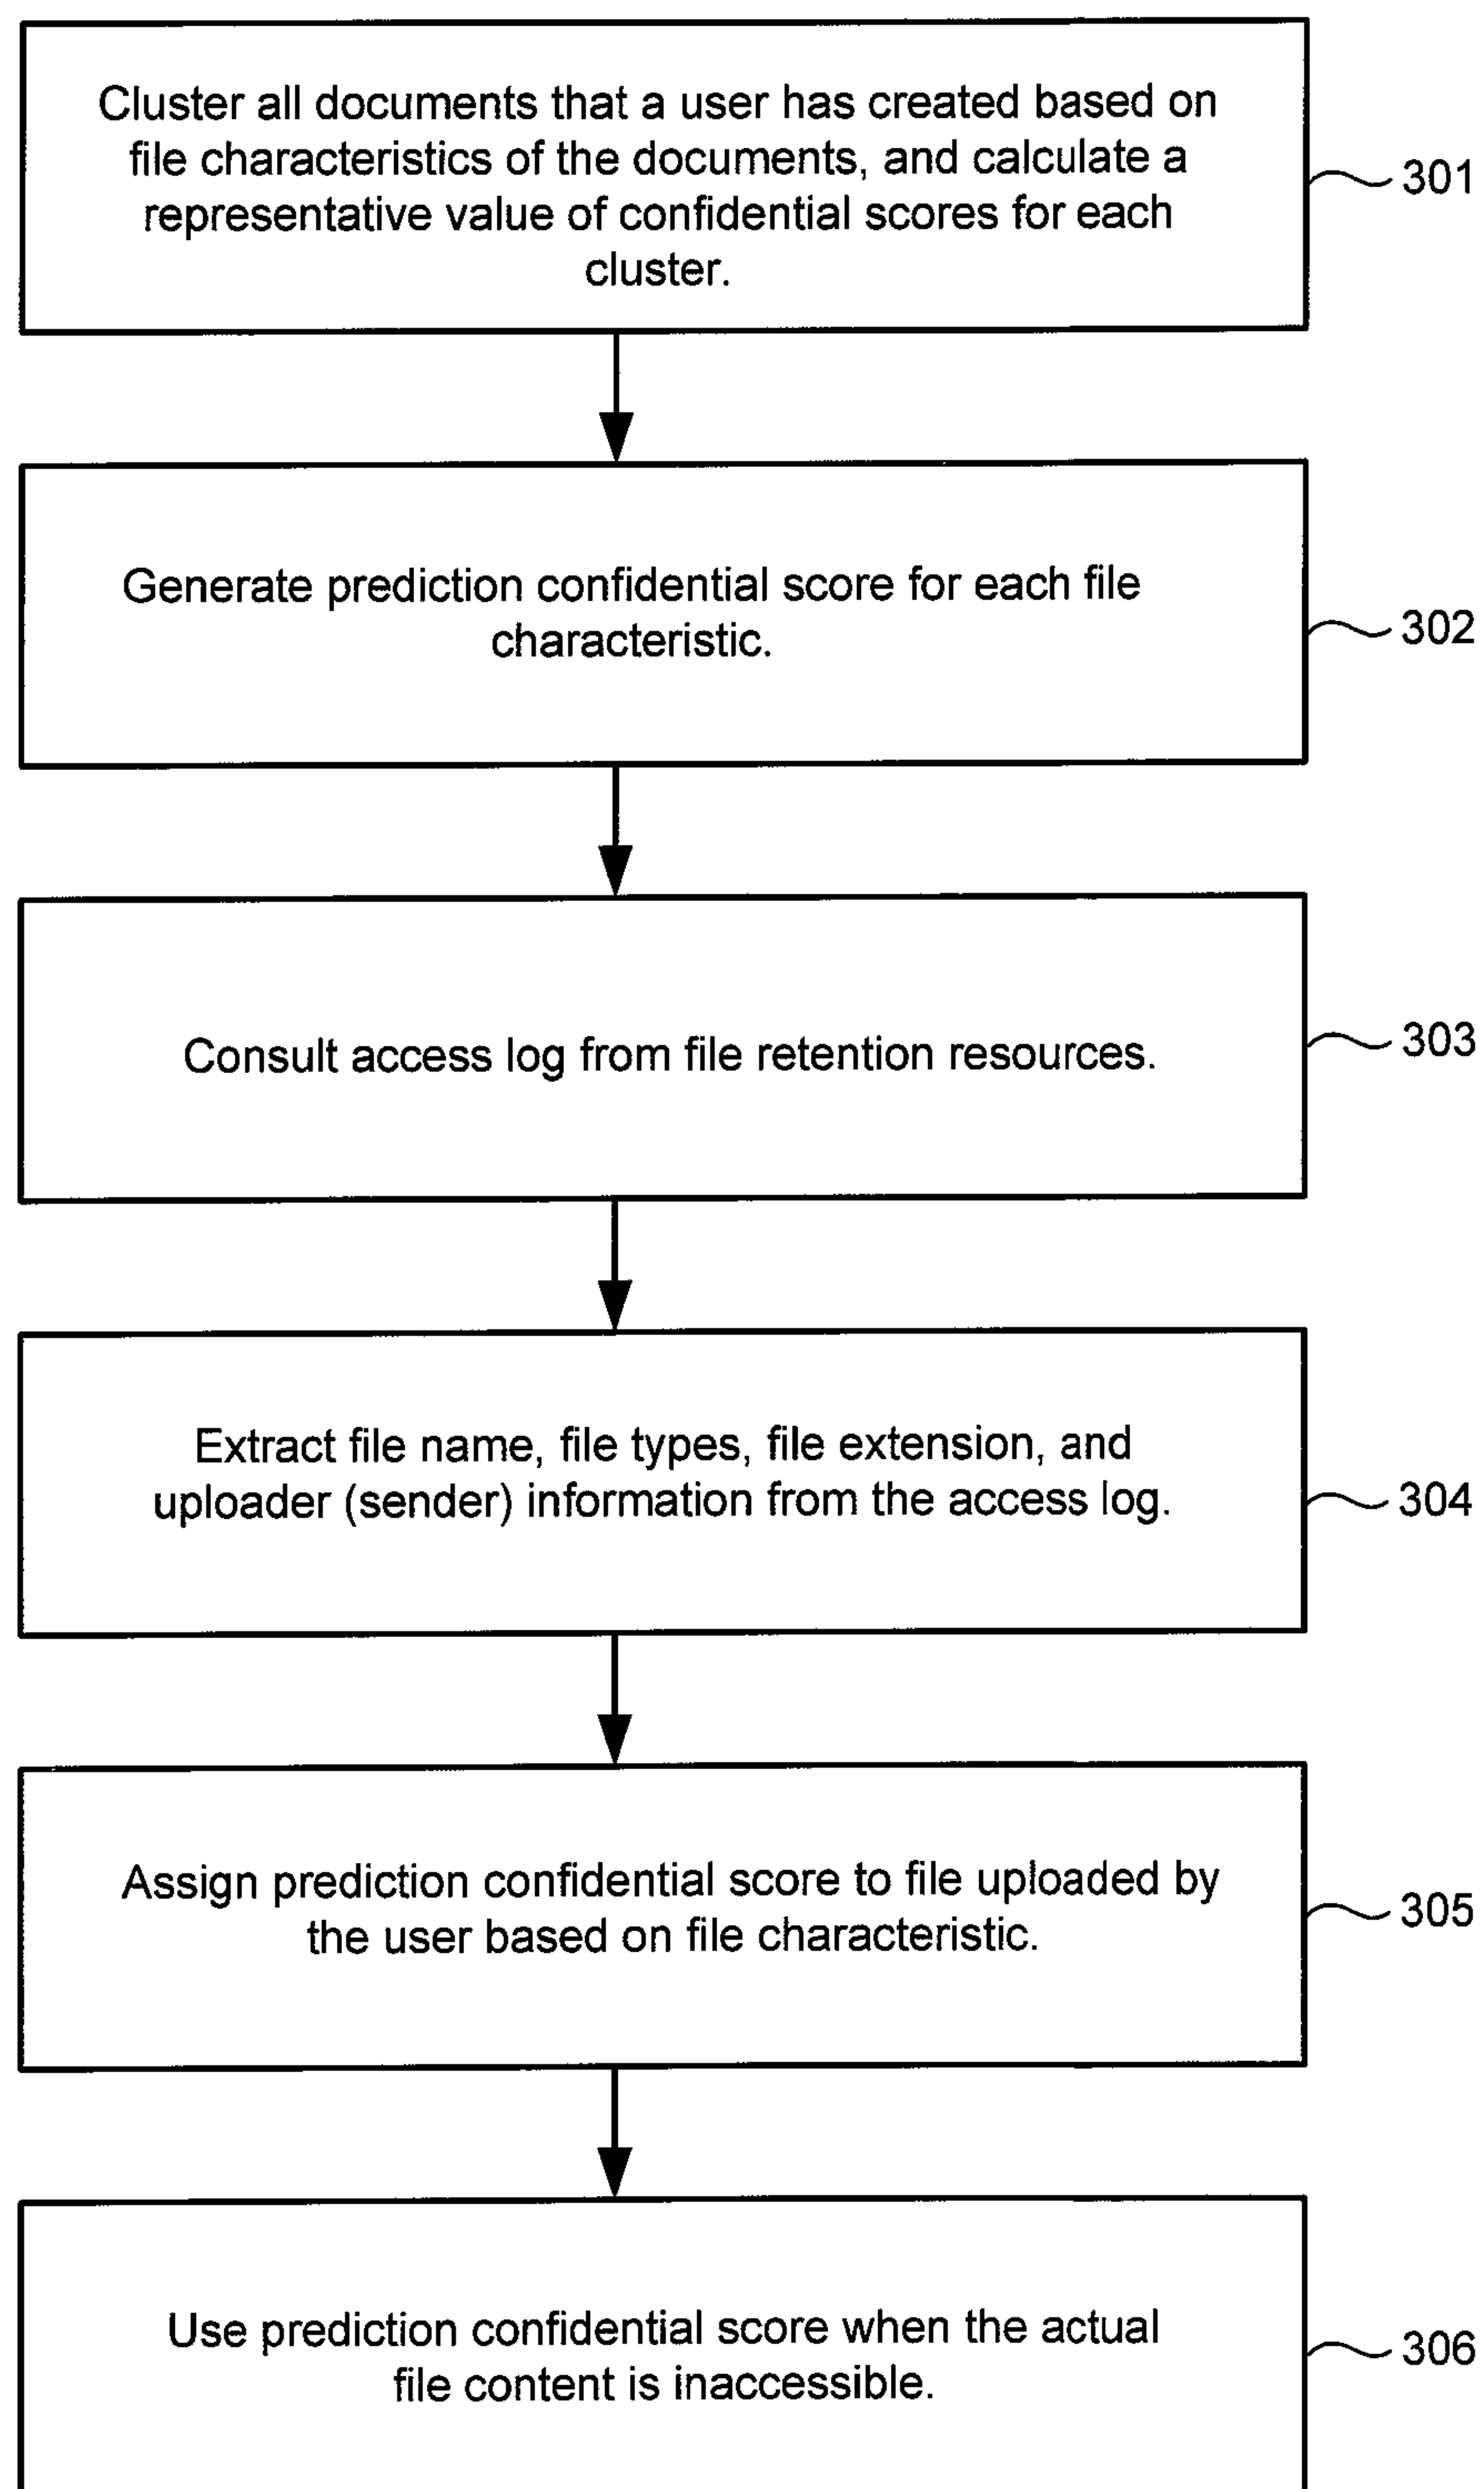 Cluster all documents that a user has created based on
file characteristics of the documents, and calculate a
representative value of confidential scores for each
cluster.
301
Generate prediction confidential score for each file
characteristic.
302
Consult access log from file retention resources.
303
Extract file name, file types, file extension, and
uploader (sender) information from the access log.
304
Assign prediction confidential score to file uploaded by
the user based on file characteristic.
305
Use prediction confidential score when the actual
file content is inaccessible.
306